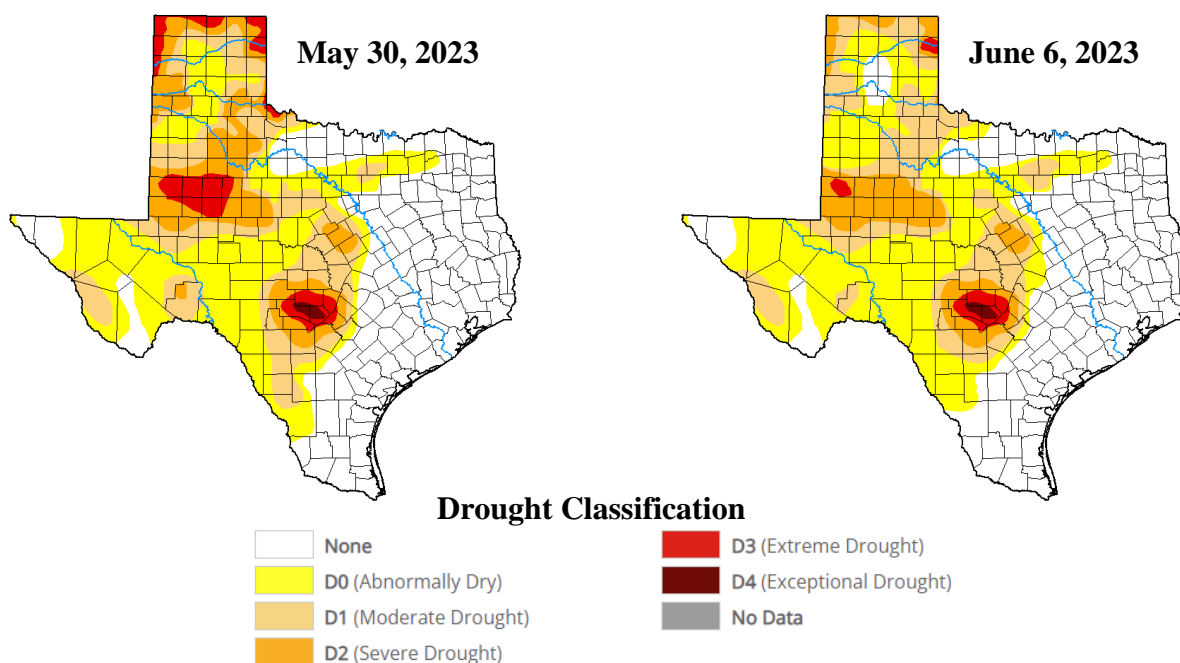 May 30, 2023
June 6, 2023
Drought Classification
None
D0 (Abnormally Dry)
D1 (Moderate Drought)
D2 (Severe Drought)
D3 (Extreme Drought)
D4 (Exceptional Drought)
No Data